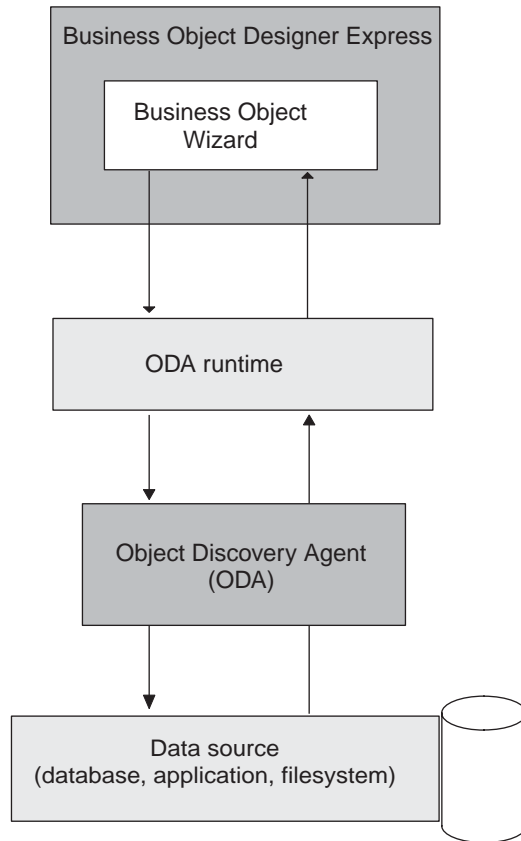 Business Object Designer Express
Business Object
Wizard
ODA runtime
Object Discovery Agent
(ODA)
Data source
(database, application, filesystem)